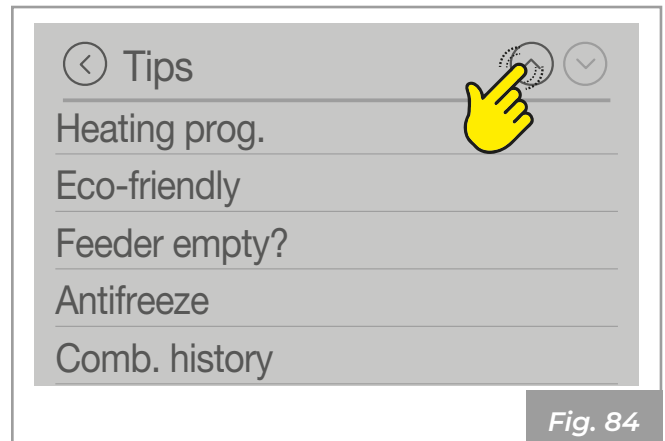 Tips
Heating prog.
Eco-friendly
Feeder empty?
Antifreeze
Comb. history
Fig. 84